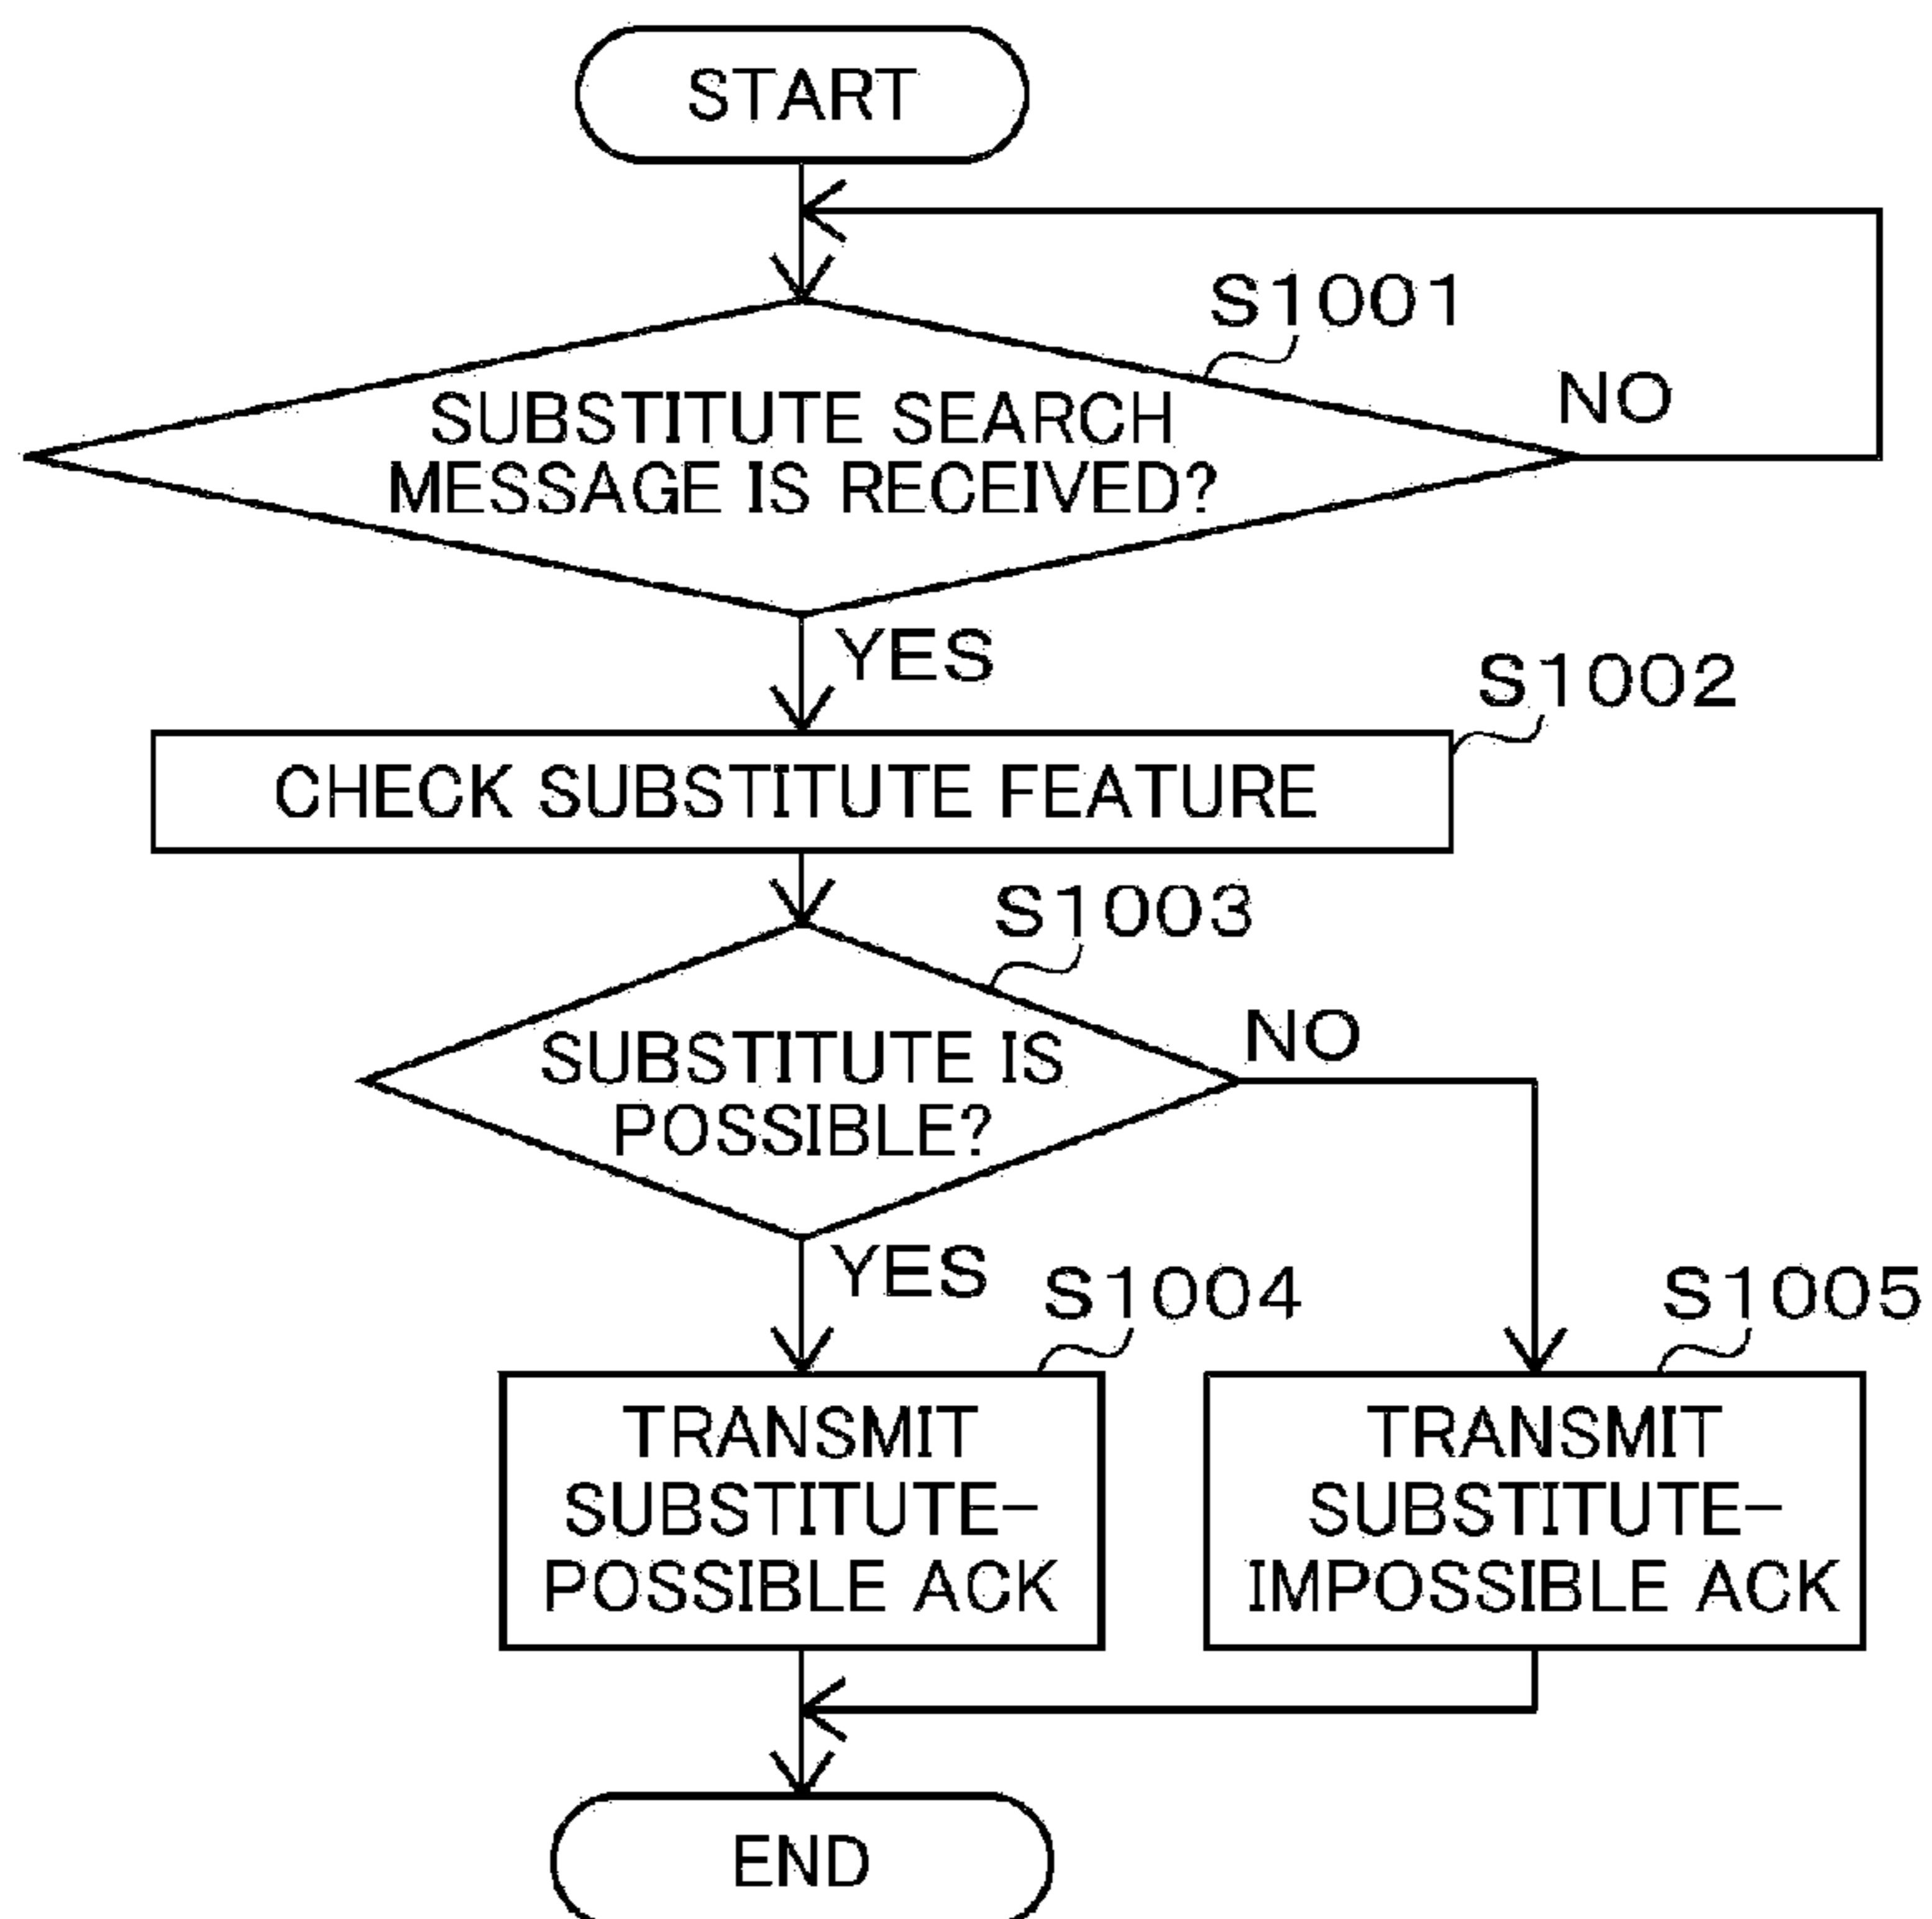 START
S1001
SUBSTITUTE SEARCH
MESSAGE IS RECEIVED?
NO
YES
S1002
CHECK SUBSTITUTE FEATURE
S1003
SUBSTITUTE IS
POSSIBLE?
NO
YES
S1004
TRANSMIT
SUBSTITUTE-
POSSIBLE ACK
S1005
TRANSMIT
SUBSTITUTE-
IMPOSSIBLE ACK
END